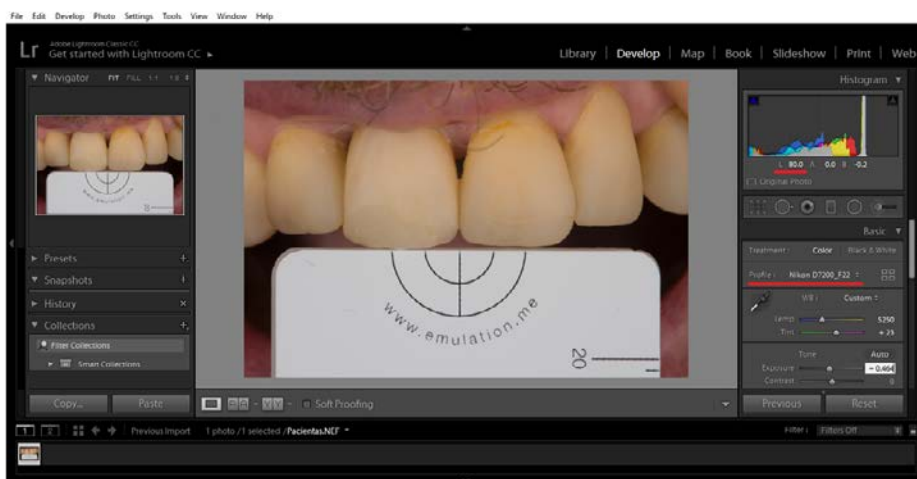 File Edit Develop Photo Settings Tools View Window Help
Lr Adobe Lightroom Classic CC
Get started with Lightroom CC ▸
Library | Develop | Map | Book | Slideshow | Print | Web
Navigator FIT FILL 1:1
Histogram
L 80.0 A 0.0 B -0.2
Original Photo
Basic
Treatment: Color Black & White
Profile: Nikon D7200_F22
WB: Custom
Temp 5250
Tint + 23
Tone Auto
Exposure - 0.464
Contrast 0
Previous Reset
Presets
Snapshots
History
Collections
Filter Collections
Smart Collections
Copy... Paste
www.emulation.me
20
Soft Proofing
1 2 Previous Import 1 photo / 1 selected / Pacientas.NEF
Filter: Filters Off